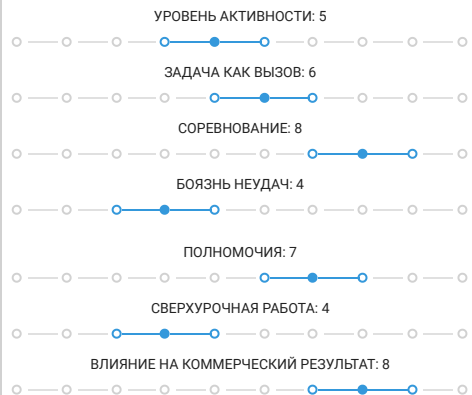 УРОВЕНЬ АКТИВНОСТИ: 5
ЗАДАЧА КАК ВЫЗОВ: 6
СОРЕВНОВАНИЕ: 8
БОЯЗНЬ НЕУДАЧ: 4
ПОЛНОМОЧИЯ: 7
СВЕРХУРОЧНАЯ РАБОТА: 4
ВЛИЯНИЕ НА КОММЕРЧЕСКИЙ РЕЗУЛЬТАТ: 8